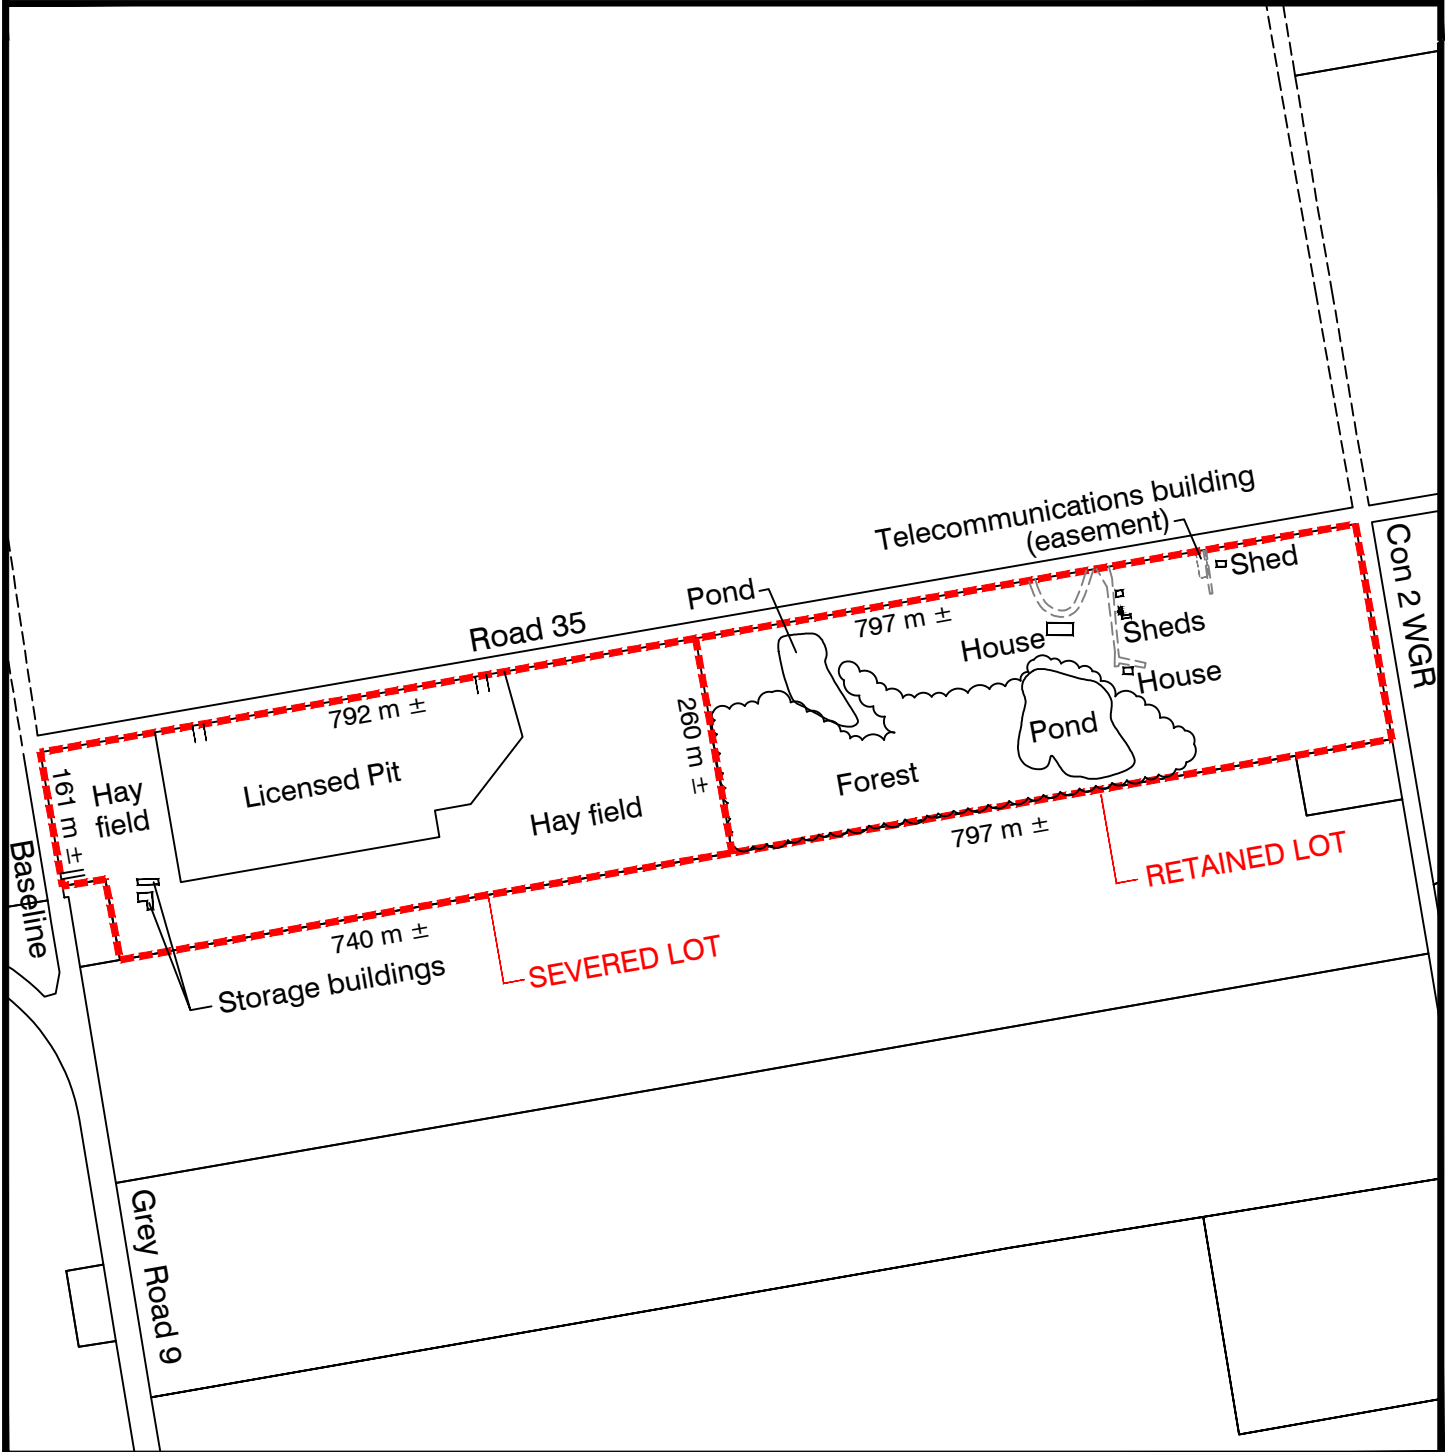 Telecommunications building
(easement)
Shed
Con 2 WGR
Pond
797 m ±
Road 35
House
Sheds
House
792 m ±
260 m ±
Pond
161 m ±
Hay
field
Licensed Pit
Hay field
Forest
797 m ±
RETAINED LOT
Baseline
740 m ±
SEVERED LOT
Storage buildings
Grey Road 9